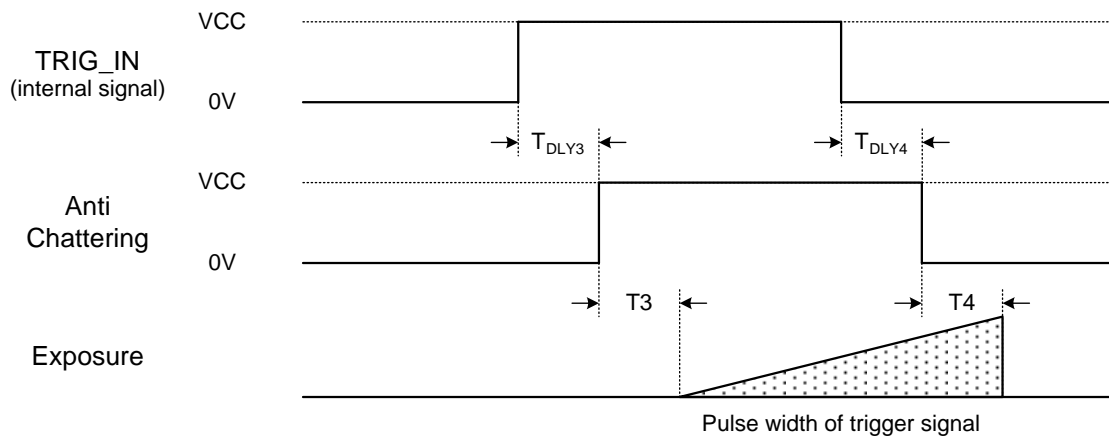 VCC
TRIG_IN
(internal signal)
0V
TDLY3
TDLY4
VCC
Anti
Chattering
0V
T3
T4
Exposure
Pulse width of trigger signal